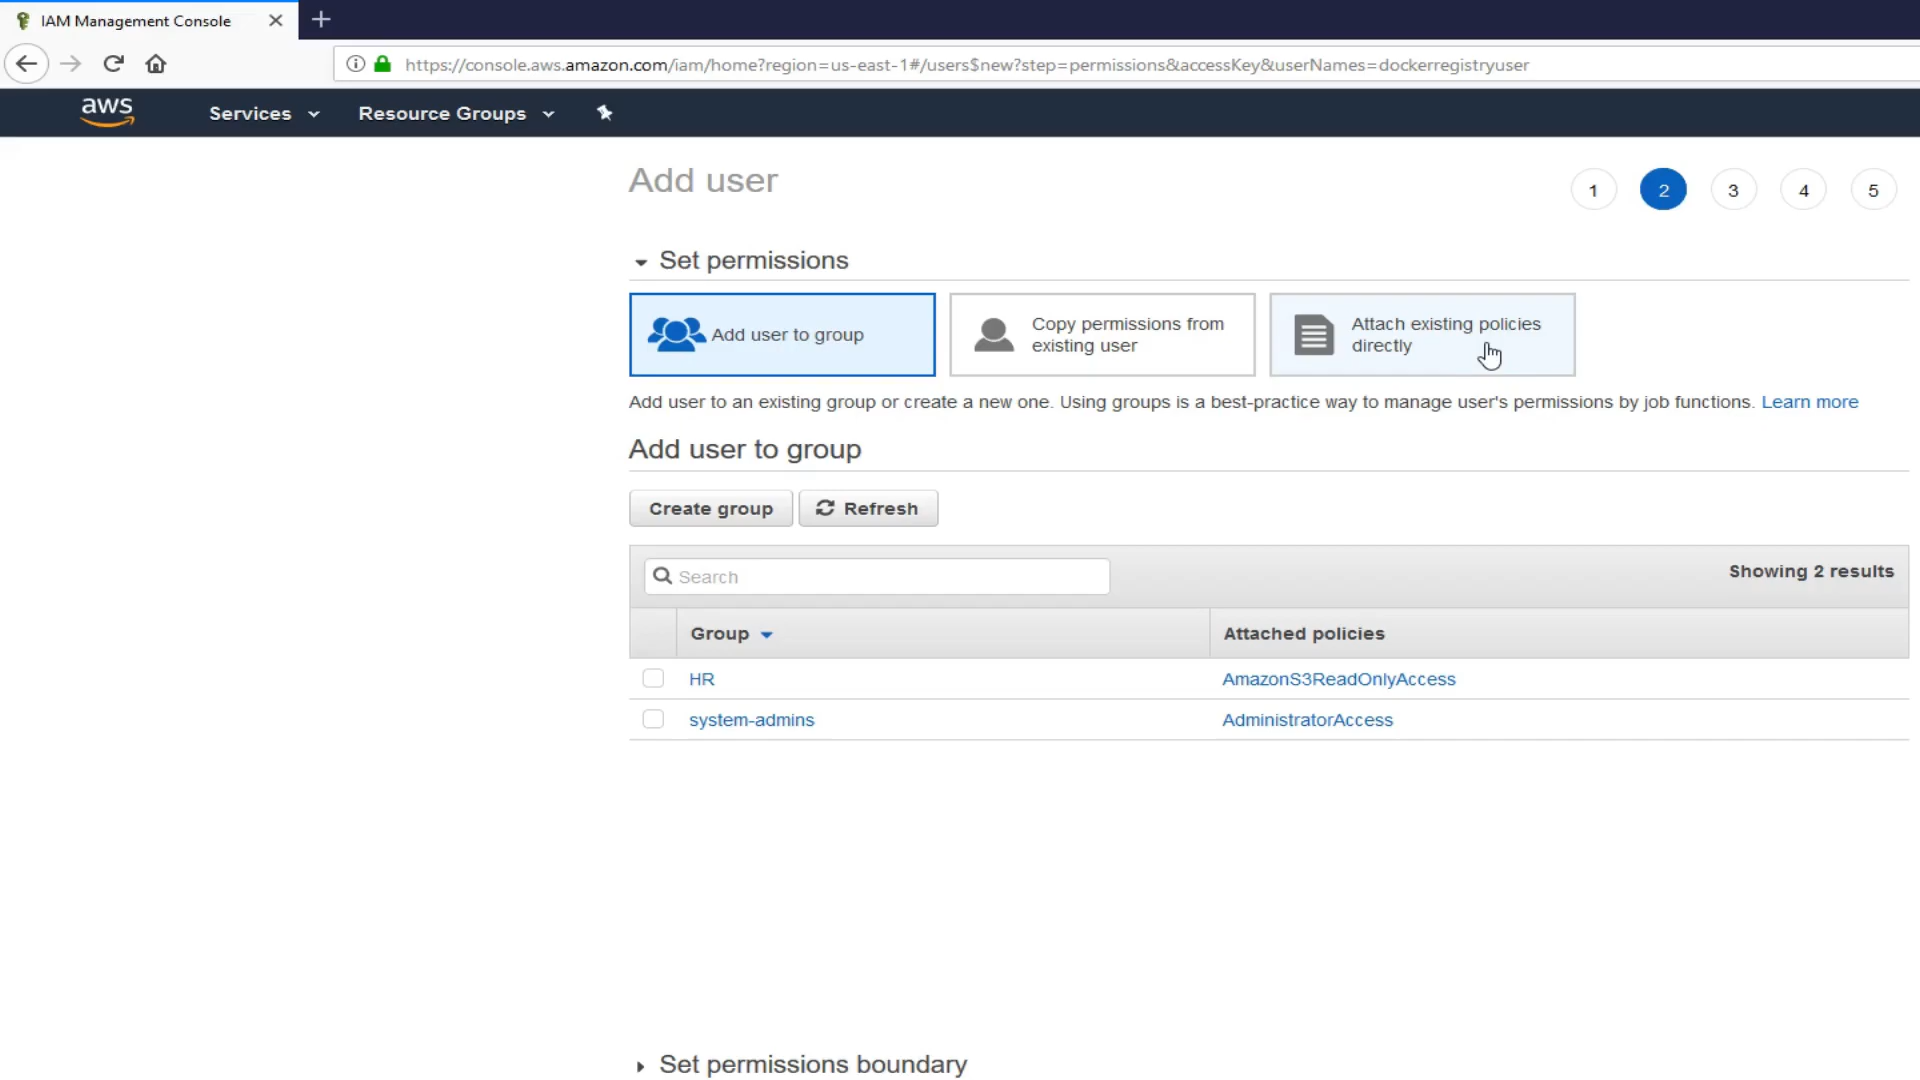 IAM Management Console
https://console.aws.amazon.com/iam/home?region=us-east-1#/users$new?step=permissions&accessKey&userNames=dockerregistryuser
aws Services Resource Groups
Add user
1 2 3 4 5
Set permissions
Add user to group
Copy permissions from
existing user
Attach existing policies
directly
Add user to an existing group or create a new one. Using groups is a best-practice way to manage user's permissions by job functions. Learn more
Add user to group
Create group Refresh
Search Showing 2 results
Group Attached policies
HR AmazonS3ReadOnlyAccess
system-admins AdministratorAccess
Set permissions boundary